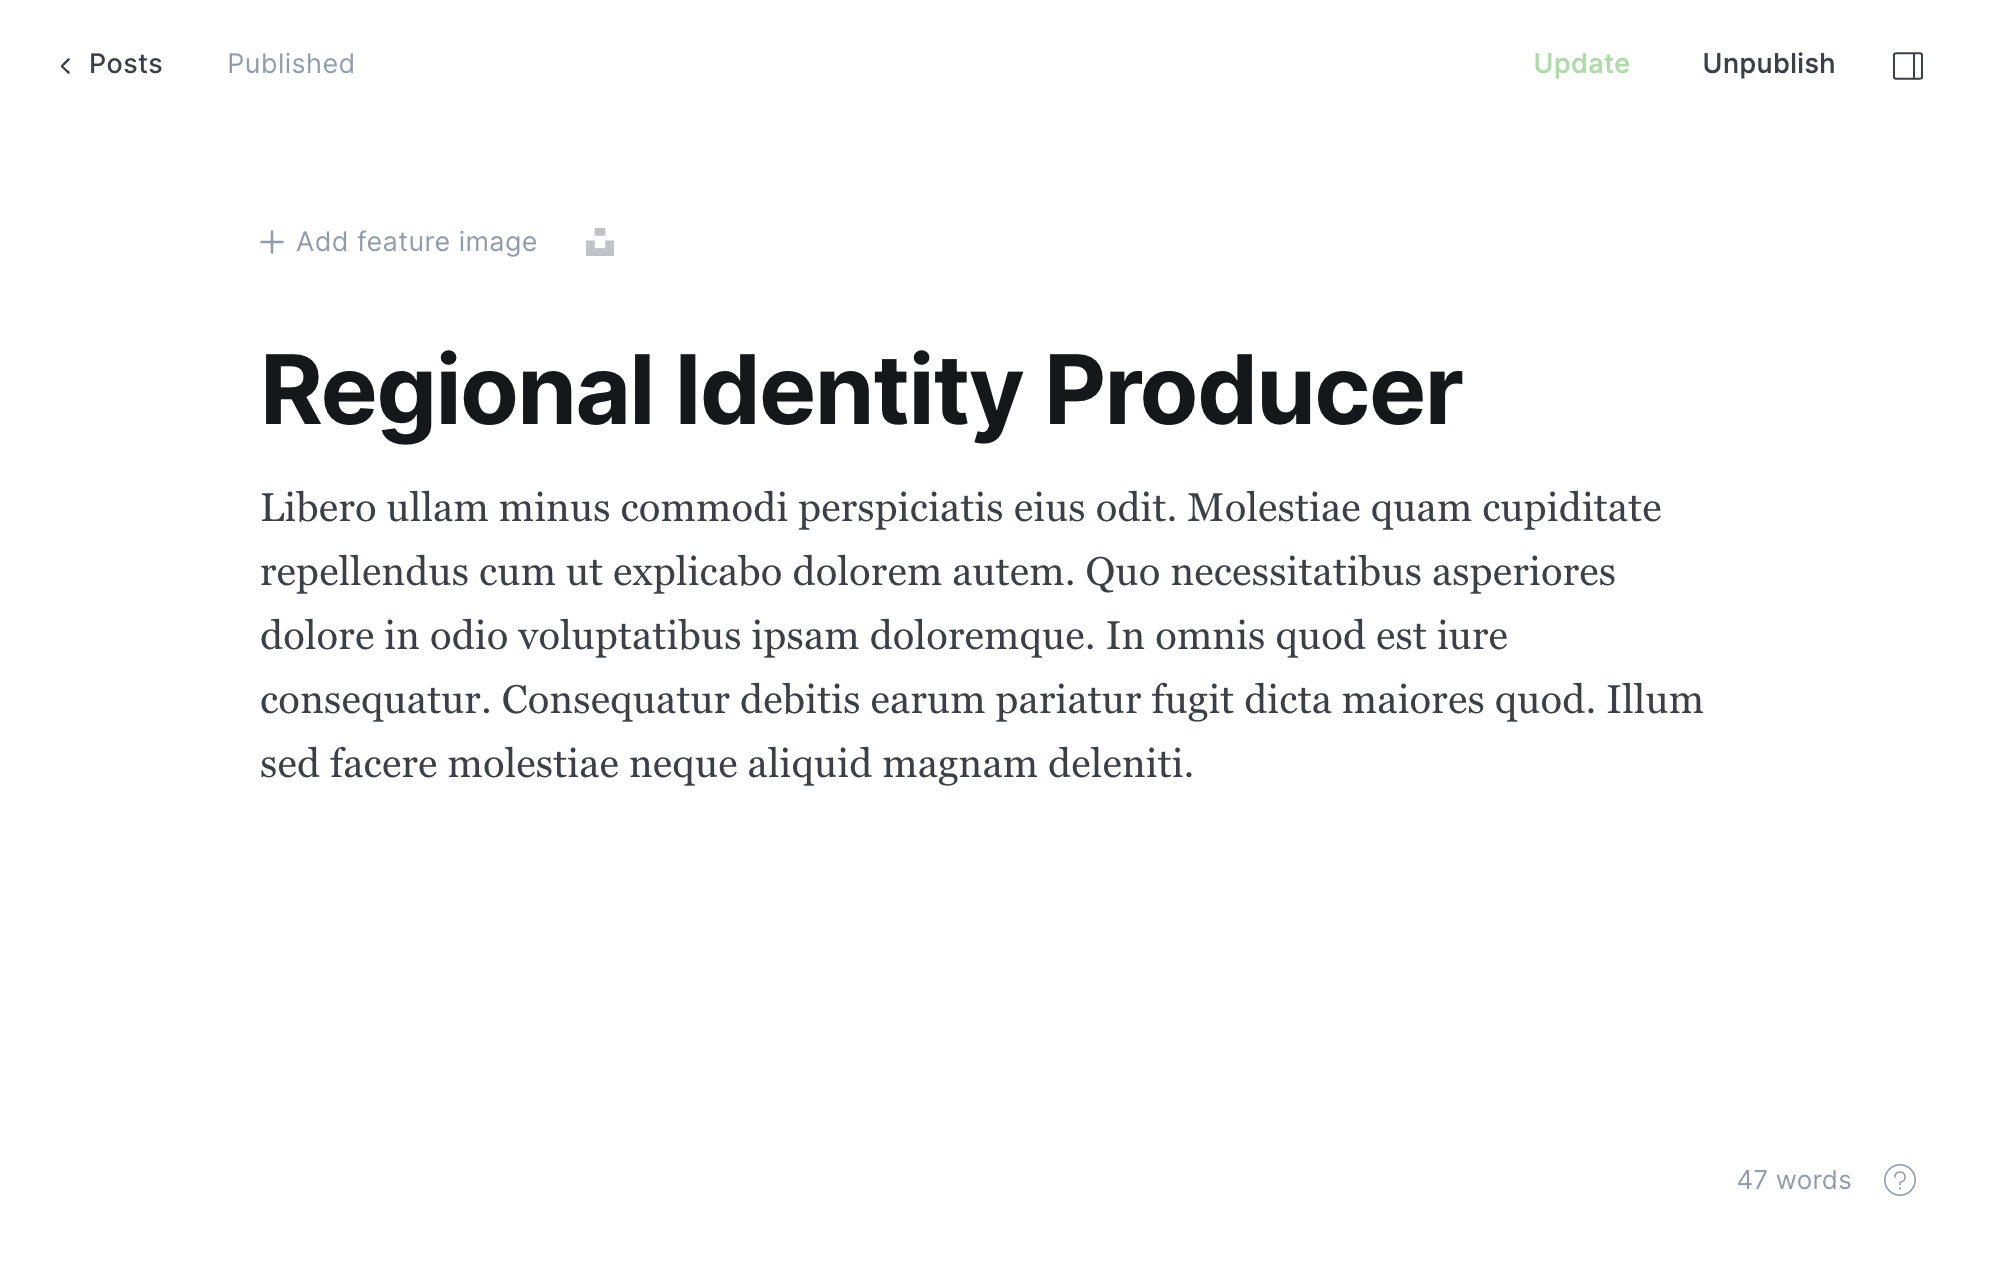 Posts
Published
Update
Unpublish
Add feature image
Regional Identity Producer
Libero ullam minus commodi perspiciatis eius odit. Molestiae quam cupiditate
repellendus cum ut explicabo dolorem autem. Quo necessitatibus asperiores
dolore in odio voluptatibus ipsam doloremque. In omnis quod est iure
consequatur. Consequatur debitis earum pariatur fugit dicta maiores quod. Illum
sed facere molestiae neque aliquid magnam deleniti.
47 words
?